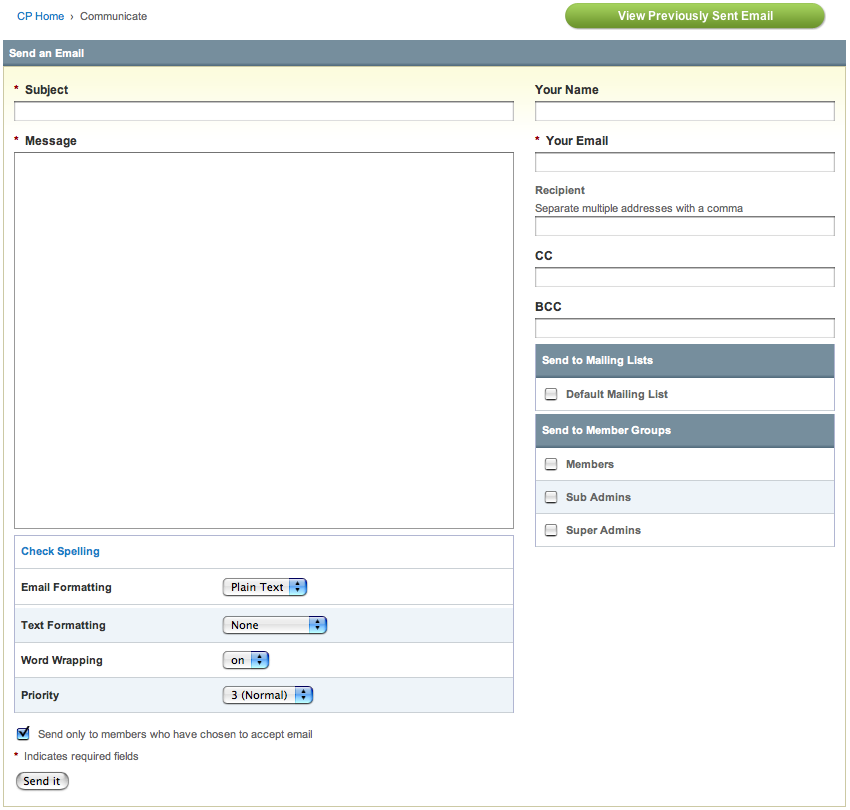 CP Home › Communicate
View Previously Sent Email
Send an Email
* Subject
* Message
Check Spelling
Email Formatting Plain Text
Text Formatting None
Word Wrapping on
Priority 3 (Normal)
Send only to members who have chosen to accept email
* Indicates required fields
Send it
Your Name
* Your Email
Recipient
Separate multiple addresses with a comma
CC
BCC
Send to Mailing Lists
Default Mailing List
Send to Member Groups
Members
Sub Admins
Super Admins